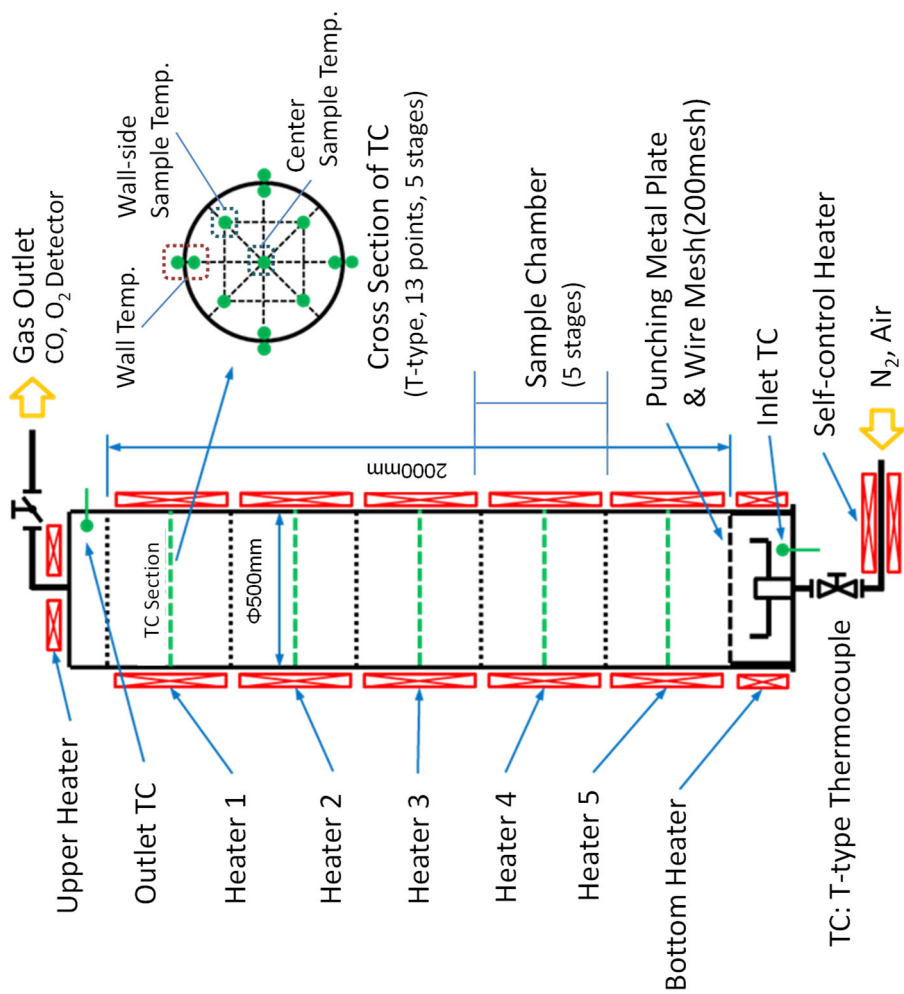 Gas Outlet
CO, O₂ Detector
Upper Heater
Outlet TC
Heater 1
Heater 2
Heater 3
Heater 4
Heater 5
Bottom Heater
TC: T-type Thermocouple
TC Section
Φ500mm
2000mm
Wall Temp.
Wall-side
Sample Temp.
Center
Sample Temp.
Cross Section of TC
(T-type, 13 points, 5 stages)
Sample Chamber
(5 stages)
Punching Metal Plate
& Wire Mesh(200mesh)
Inlet TC
Self-control Heater
N₂, Air